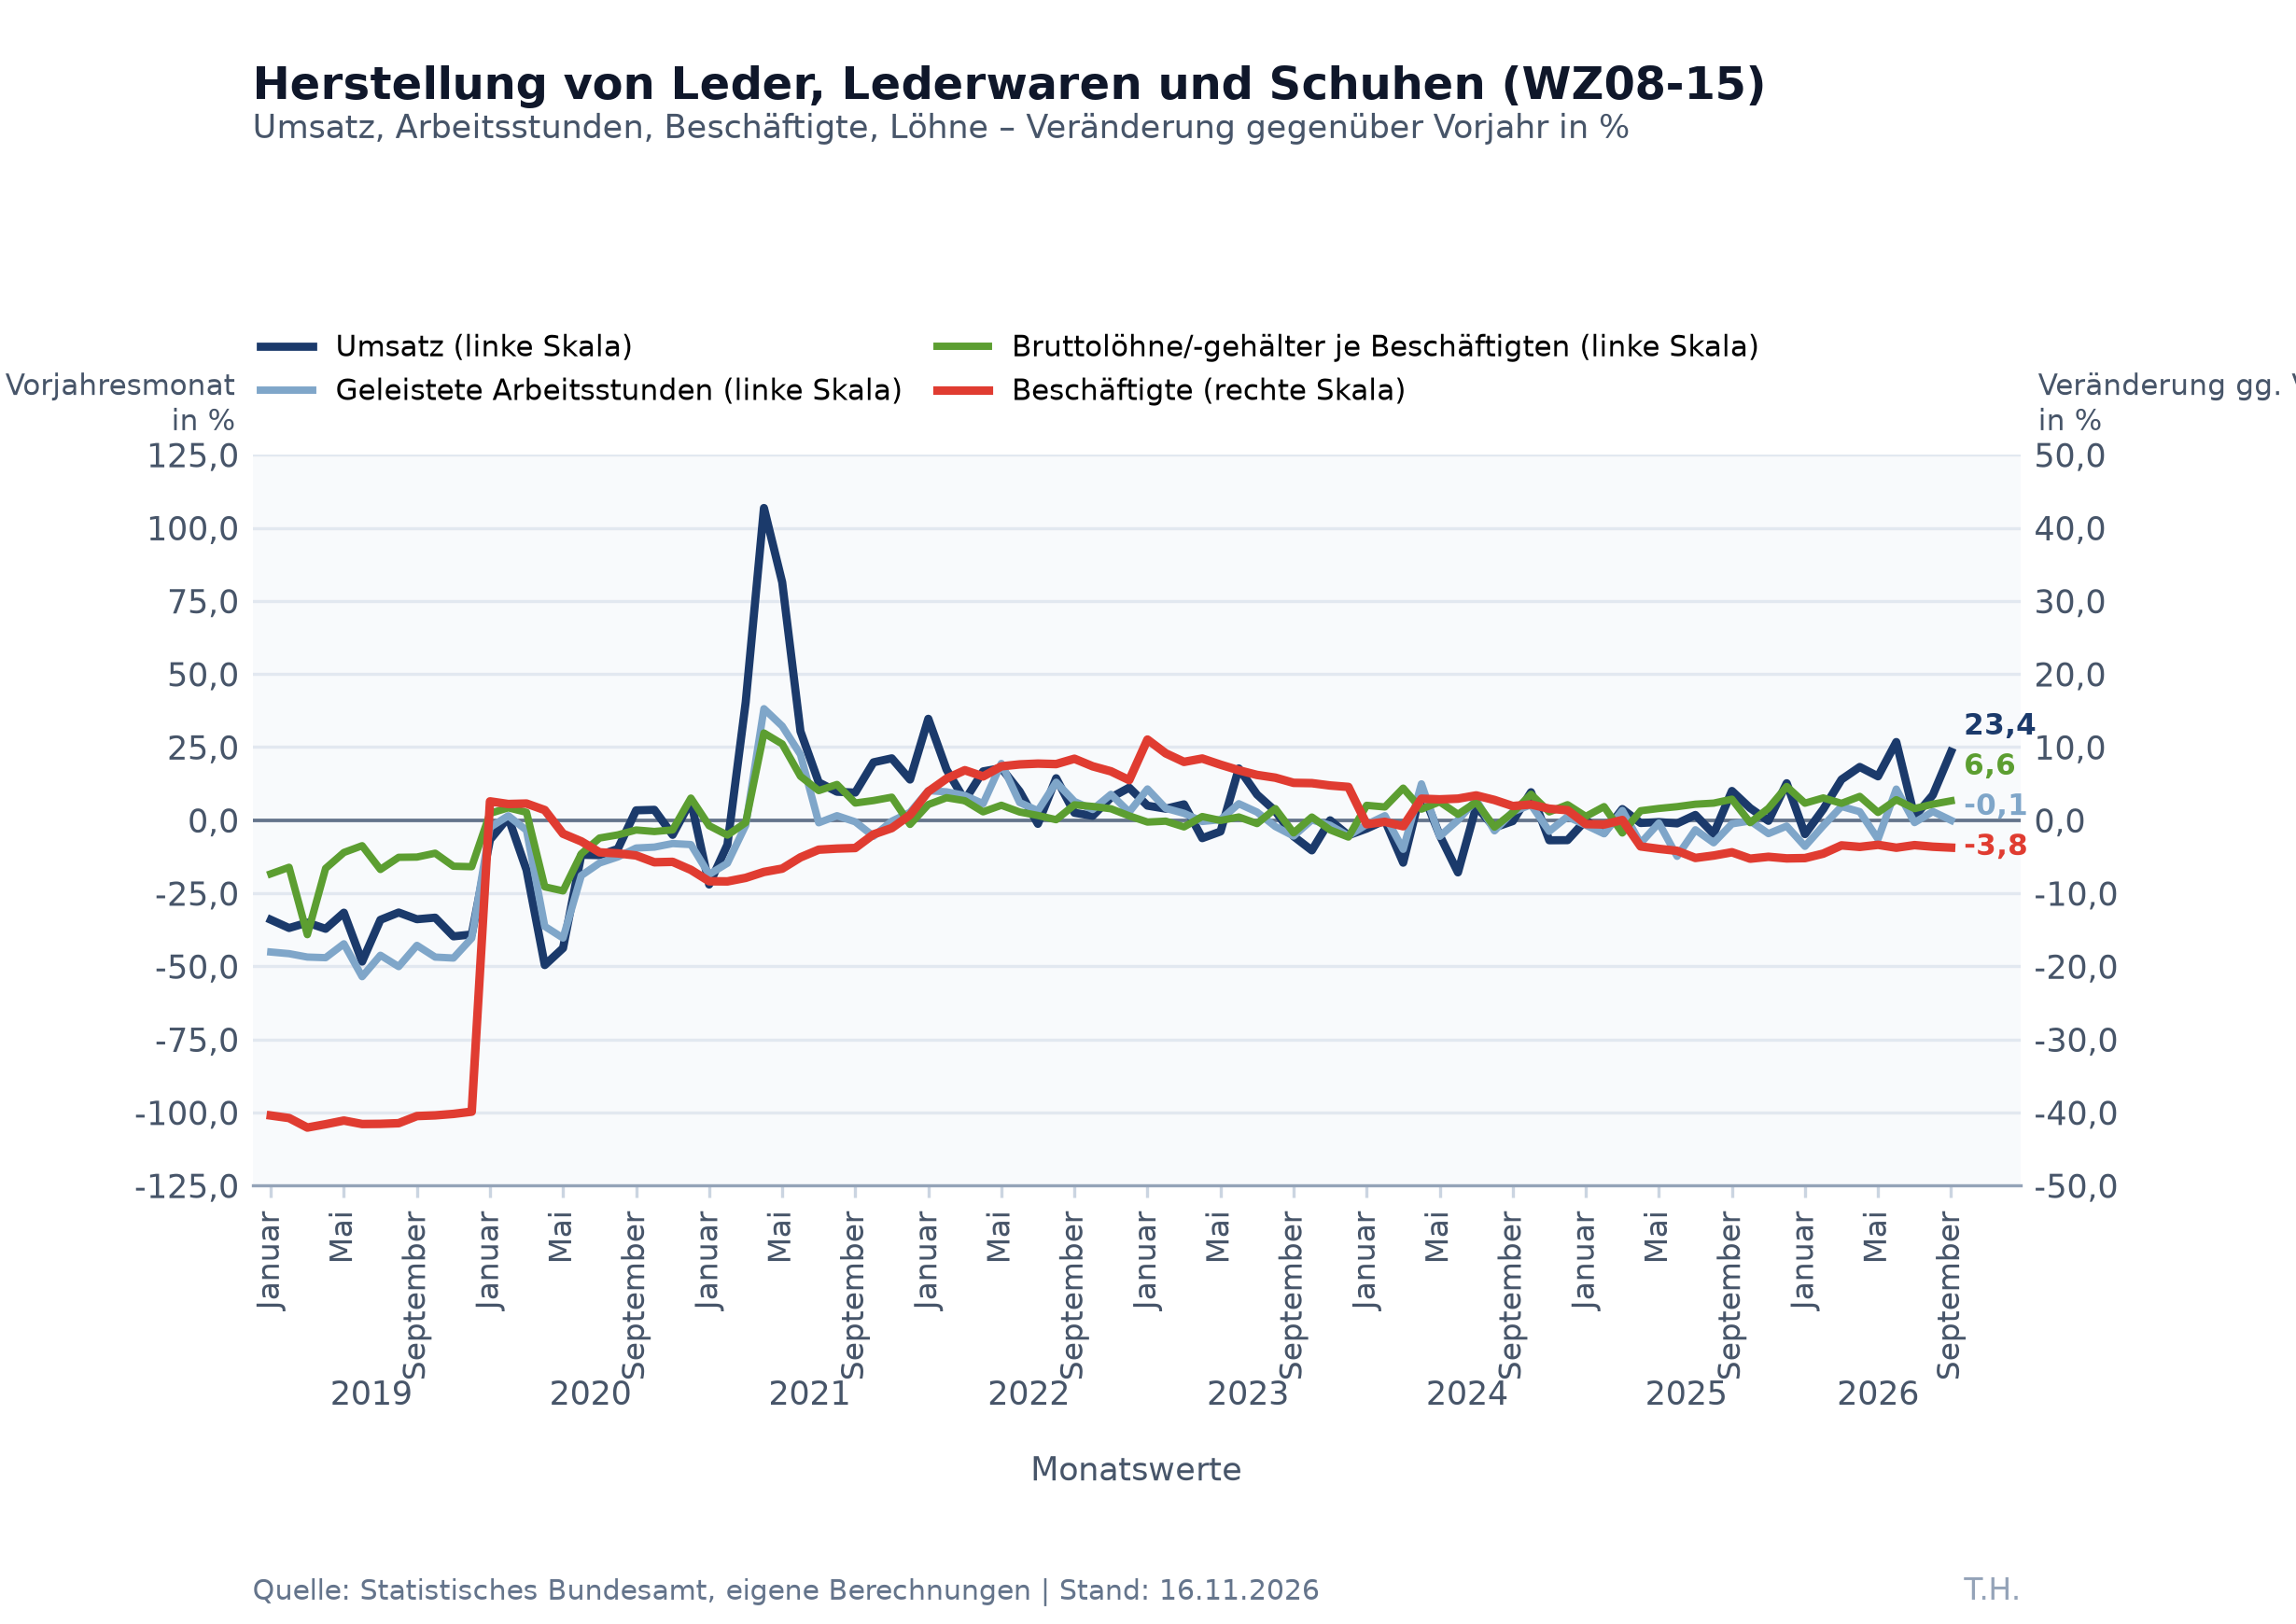 Herstellung von Leder, Lederwaren und Schuhen (WZ08-15)
Umsatz, Arbeitsstunden, Beschäftigte, Löhne – Veränderung gegenüber Vorjahr in %
Umsatz (linke Skala)
Geleistete Arbeitsstunden (linke Skala)
Bruttolöhne/-gehälter je Beschäftigten (linke Skala)
Beschäftigte (rechte Skala)
Vorjahresmonat
in %
Veränderung gg.
in %
125,0
100,0
75,0
50,0
25,0
0,0
-25,0
-50,0
-75,0
-100,0
-125,0
50,0
40,0
30,0
20,0
10,0
0,0
-10,0
-20,0
-30,0
-40,0
-50,0
23,4
6,6
-0,1
-3,8
Januar
Mai
September
Januar
Mai
September
Januar
Mai
September
Januar
Mai
September
Januar
Mai
September
Januar
Mai
September
Januar
Mai
September
Januar
Mai
September
2019
2020
2021
2022
2023
2024
2025
2026
Monatswerte
Quelle: Statistisches Bundesamt, eigene Berechnungen | Stand: 16.11.2026
T.H.